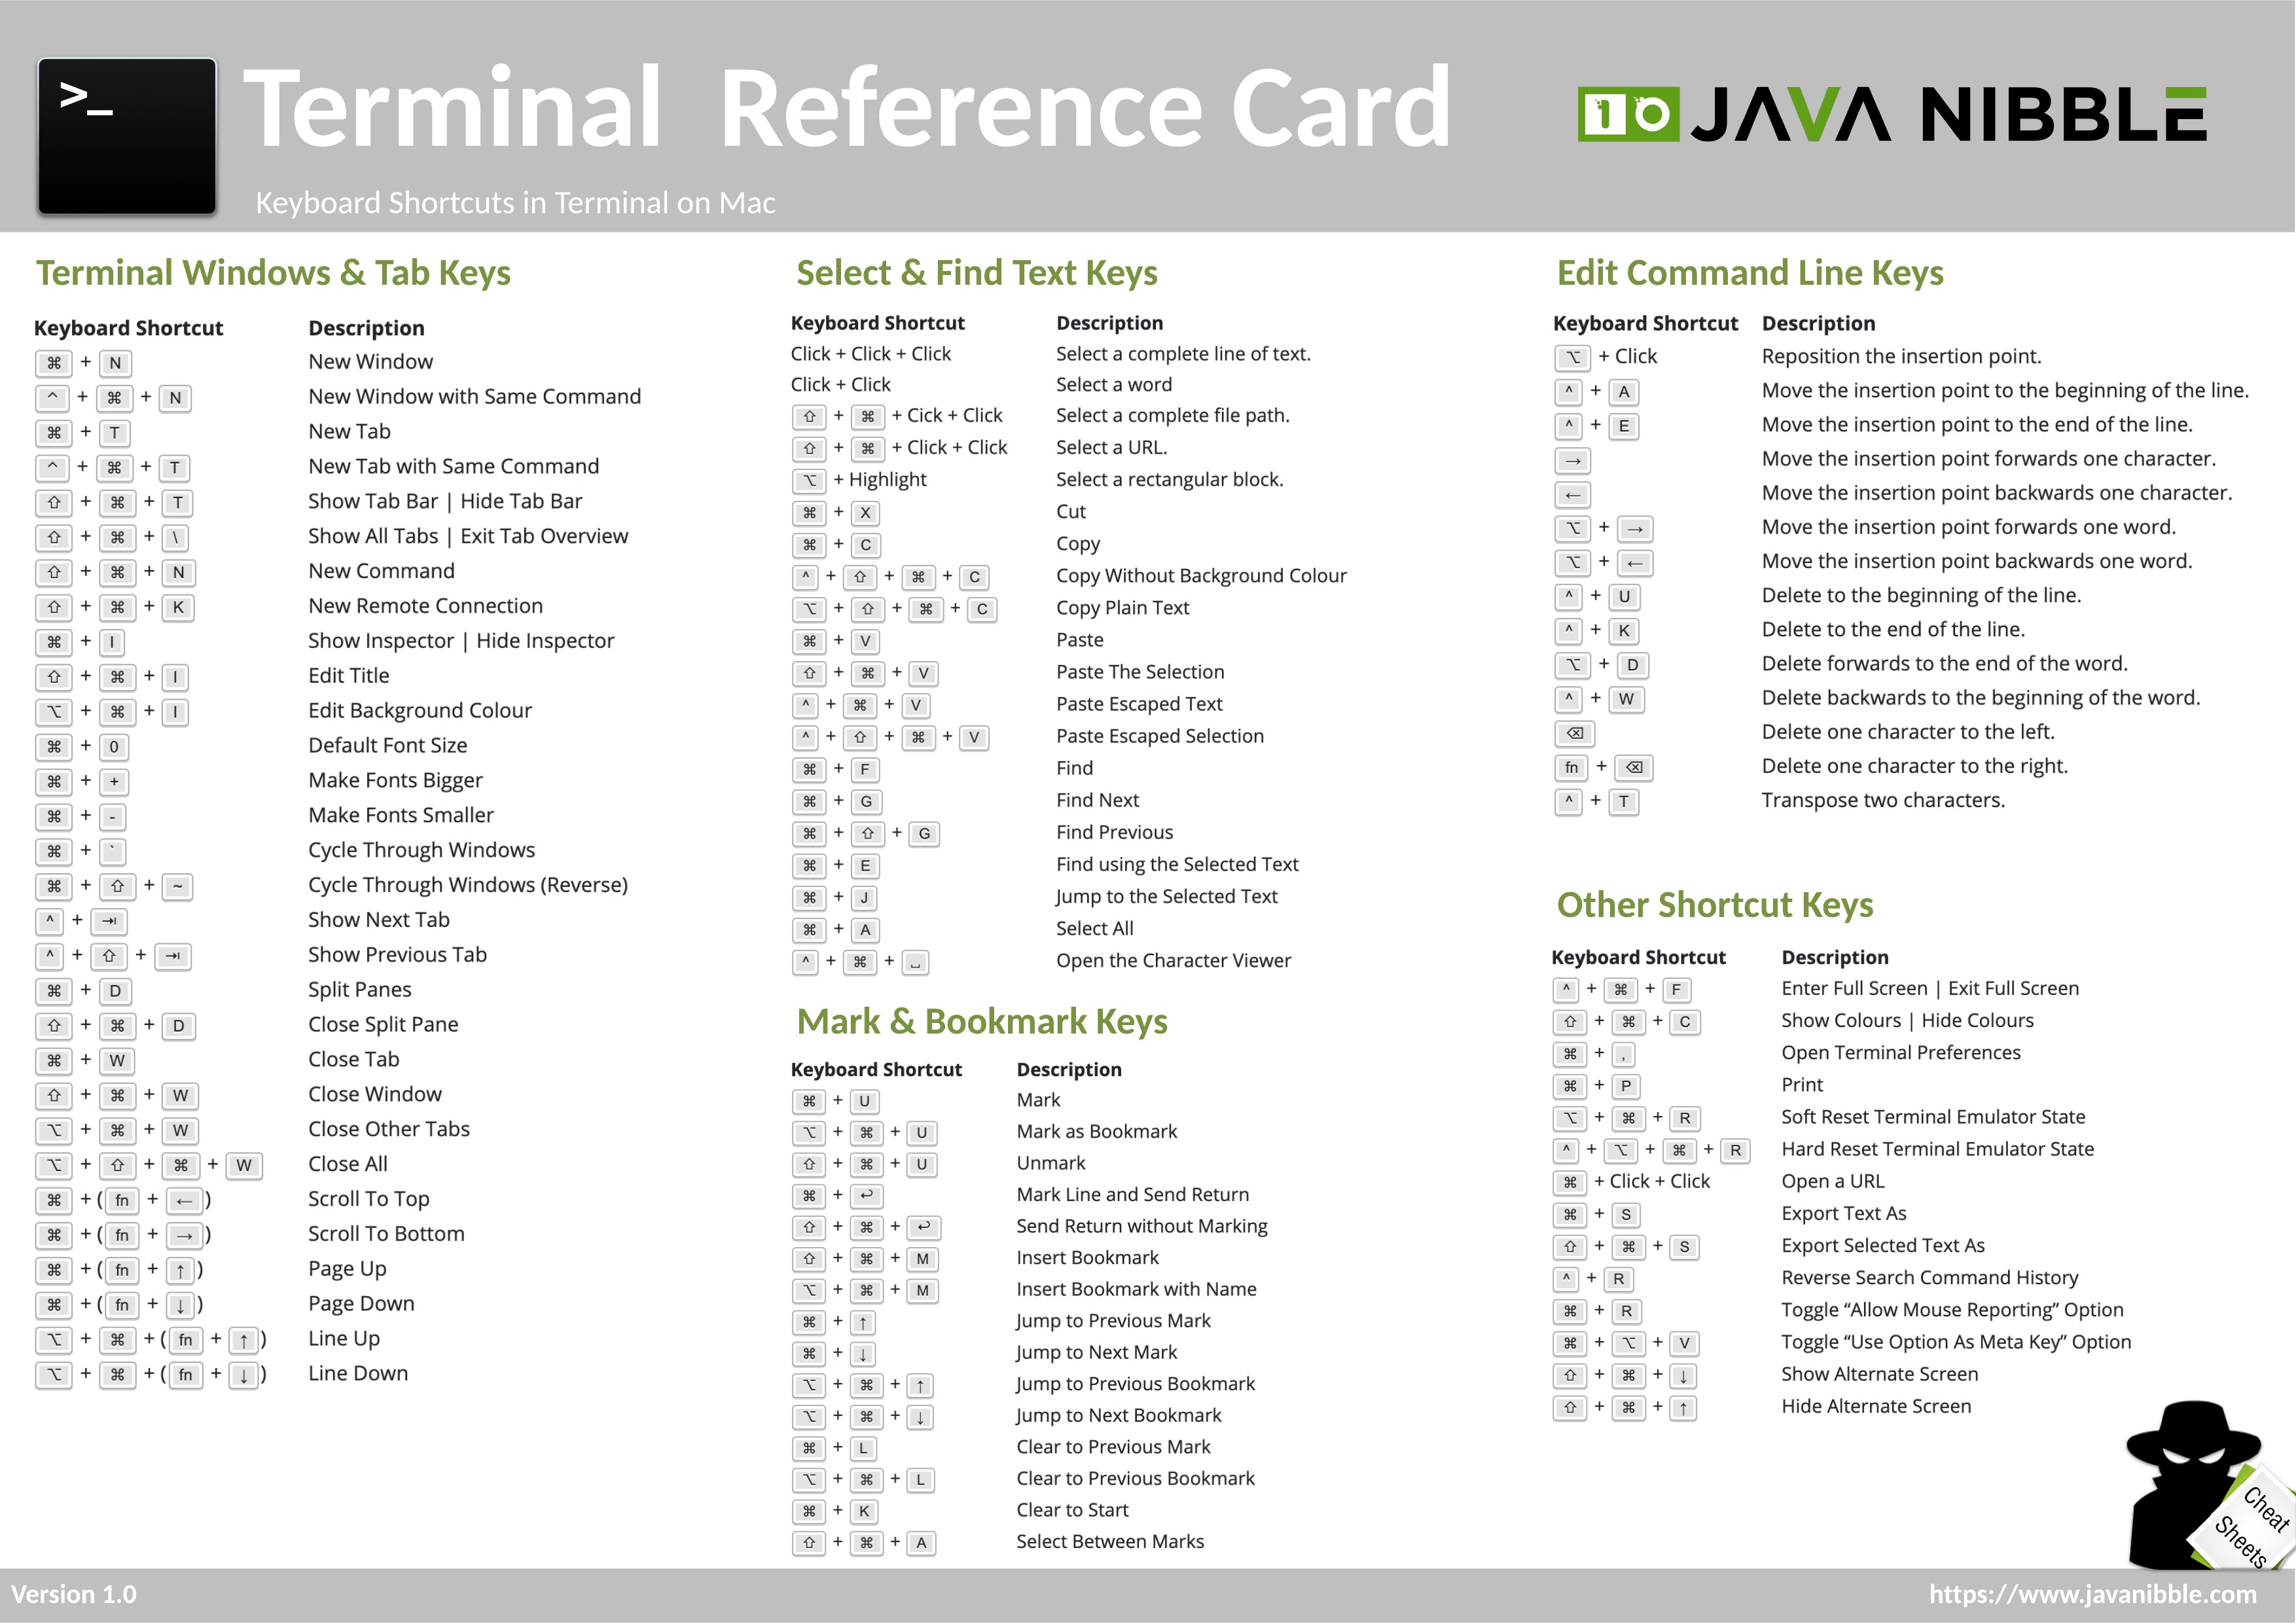 >_
Terminal Reference Card
Keyboard Shortcuts in Terminal on Mac
10 JAVA NIBBLE
Terminal Windows & Tab Keys
Keyboard Shortcut Description
⌘ + N New Window
^ + ⌘ + N New Window with Same Command
⌘ + T New Tab
^ + ⌘ + T New Tab with Same Command
⇧ + ⌘ + T Show Tab Bar | Hide Tab Bar
⇧ + ⌘ + \ Show All Tabs | Exit Tab Overview
⇧ + ⌘ + N New Command
⇧ + ⌘ + K New Remote Connection
⌘ + I Show Inspector | Hide Inspector
⇧ + ⌘ + I Edit Title
⌥ + ⌘ + I Edit Background Colour
⌘ + 0 Default Font Size
⌘ + + Make Fonts Bigger
⌘ + - Make Fonts Smaller
⌘ + ` Cycle Through Windows
⌘ + ⇧ + ~ Cycle Through Windows (Reverse)
^ + ⇥ Show Next Tab
^ + ⇧ + ⇥ Show Previous Tab
⌘ + D Split Panes
⇧ + ⌘ + D Close Split Pane
⌘ + W Close Tab
⇧ + ⌘ + W Close Window
⌥ + ⌘ + W Close Other Tabs
⌥ + ⇧ + ⌘ + W Close All
⌘ + ( fn + ← ) Scroll To Top
⌘ + ( fn + → ) Scroll To Bottom
⌘ + ( fn + ↑ ) Page Up
⌘ + ( fn + ↓ ) Page Down
⌥ + ⌘ + ( fn + ↑ ) Line Up
⌥ + ⌘ + ( fn + ↓ ) Line Down
Select & Find Text Keys
Keyboard Shortcut Description
Click + Click + Click Select a complete line of text.
Click + Click Select a word
⇧ + ⌘ + Cick + Click Select a complete file path.
⇧ + ⌘ + Click + Click Select a URL.
⌥ + Highlight Select a rectangular block.
⌘ + X Cut
⌘ + C Copy
^ + ⇧ + ⌘ + C Copy Without Background Colour
⌥ + ⇧ + ⌘ + C Copy Plain Text
⌘ + V Paste
⇧ + ⌘ + V Paste The Selection
^ + ⌘ + V Paste Escaped Text
^ + ⇧ + ⌘ + V Paste Escaped Selection
⌘ + F Find
⌘ + G Find Next
⌘ + ⇧ + G Find Previous
⌘ + E Find using the Selected Text
⌘ + J Jump to the Selected Text
⌘ + A Select All
^ + ⌘ + ⎵ Open the Character Viewer
Mark & Bookmark Keys
Keyboard Shortcut Description
⌘ + U Mark
⌥ + ⌘ + U Mark as Bookmark
⇧ + ⌘ + U Unmark
⌘ + ↩ Mark Line and Send Return
⇧ + ⌘ + ↩ Send Return without Marking
⇧ + ⌘ + M Insert Bookmark
⌥ + ⌘ + M Insert Bookmark with Name
⌘ + ↑ Jump to Previous Mark
⌘ + ↓ Jump to Next Mark
⌥ + ⌘ + ↑ Jump to Previous Bookmark
⌥ + ⌘ + ↓ Jump to Next Bookmark
⌘ + L Clear to Previous Mark
⌥ + ⌘ + L Clear to Previous Bookmark
⌘ + K Clear to Start
⇧ + ⌘ + A Select Between Marks
Edit Command Line Keys
Keyboard Shortcut Description
⌥ + Click Reposition the insertion point.
^ + A Move the insertion point to the beginning of the line.
^ + E Move the insertion point to the end of the line.
→ Move the insertion point forwards one character.
← Move the insertion point backwards one character.
⌥ + → Move the insertion point forwards one word.
⌥ + ← Move the insertion point backwards one word.
^ + U Delete to the beginning of the line.
^ + K Delete to the end of the line.
⌥ + D Delete forwards to the end of the word.
^ + W Delete backwards to the beginning of the word.
⌫ Delete one character to the left.
fn + ⌫ Delete one character to the right.
^ + T Transpose two characters.
Other Shortcut Keys
Keyboard Shortcut Description
^ + ⌘ + F Enter Full Screen | Exit Full Screen
⇧ + ⌘ + C Show Colours | Hide Colours
⌘ + , Open Terminal Preferences
⌘ + P Print
⌥ + ⌘ + R Soft Reset Terminal Emulator State
^ + ⌥ + ⌘ + R Hard Reset Terminal Emulator State
⌘ + Click + Click Open a URL
⌘ + S Export Text As
⇧ + ⌘ + S Export Selected Text As
^ + R Reverse Search Command History
⌘ + R Toggle “Allow Mouse Reporting” Option
⌘ + ⌥ + V Toggle “Use Option As Meta Key” Option
⇧ + ⌘ + ↓ Show Alternate Screen
⇧ + ⌘ + ↑ Hide Alternate Screen
Cheat
Sheets
Version 1.0
https://www.javanibble.com